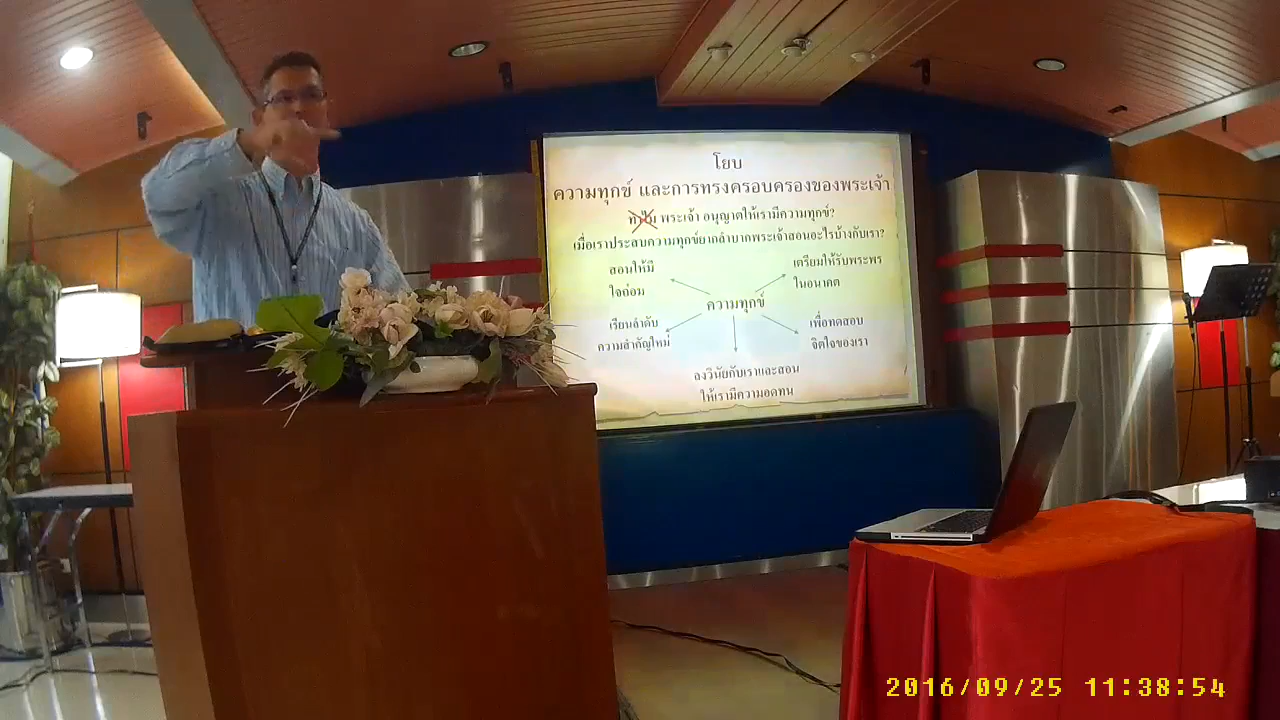 โยบ
ความทุกข์ และการทรงครอบครองของพระเจ้า
พระเจ้า อนุญาตให้เรามีความทุกข์?
เมื่อเราประสบความทุกข์ยากลำบากพระเจ้าสอนอะไรบ้างกับเรา?
สอนให้มี
ใจถ่อม
เตรียมให้รับพระพร
ในอนาคต
ความทุกข์
เรียนลำดับ
ความสำคัญใหม่
เพื่อทดสอบ
จิตใจของเรา
ลงวินัยกับเราและสอน
ให้เรามีความอดทน
2016/09/25 11:38:54